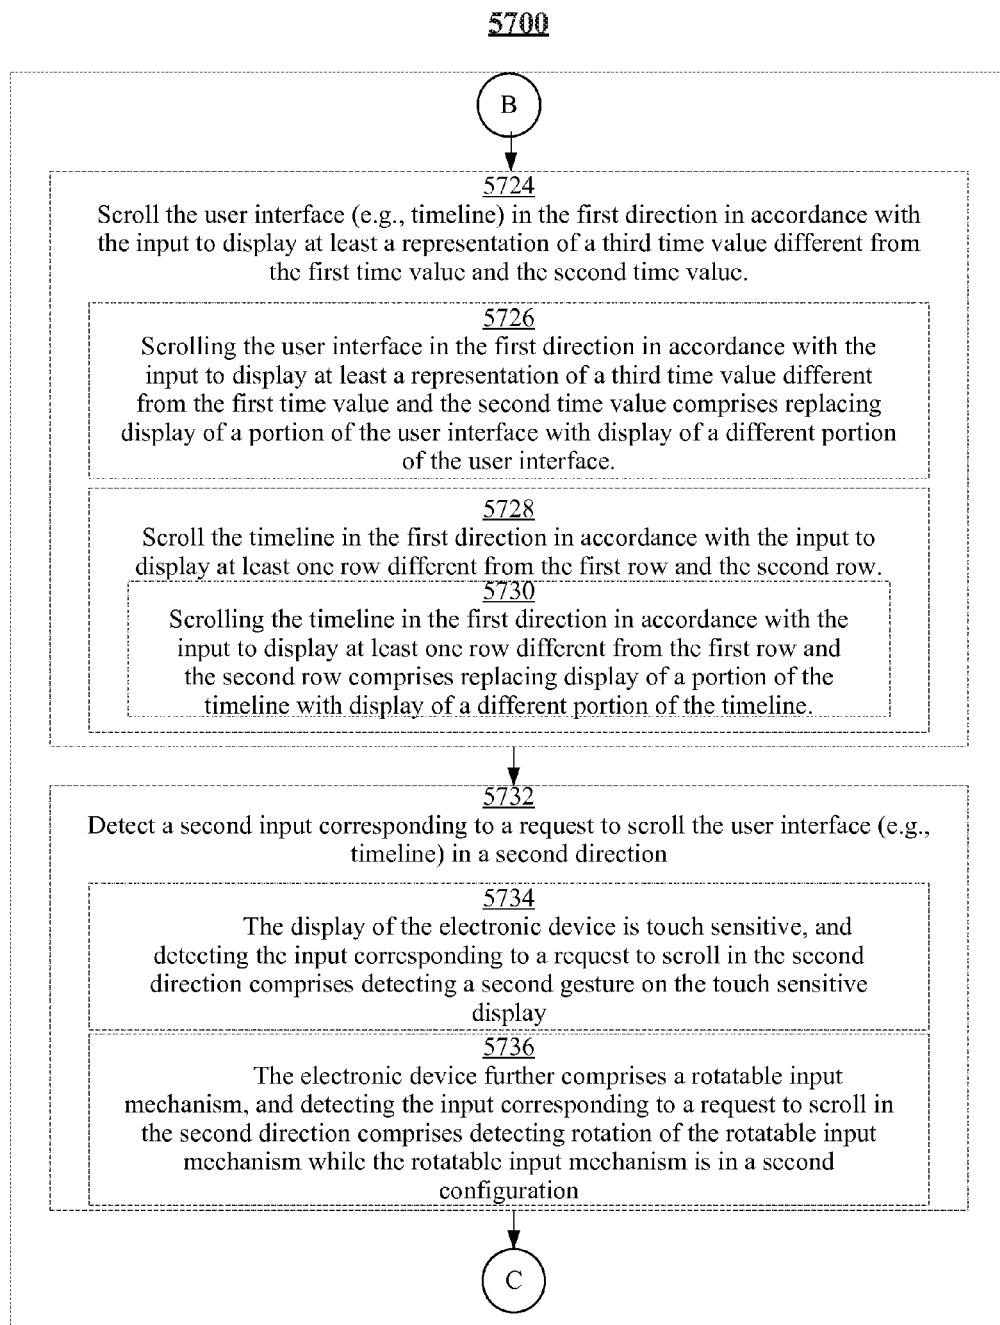 5700
B
5724
Scroll the user interface (e.g., timeline) in the first direction in accordance with
the input to display at least a representation of a third time value different from
the first time value and the second time value.
5726
Scrolling the user interface in the first direction in accordance with the
input to display at least a representation of a third time value different
from the first time value and the second time value comprises replacing
display of a portion of the user interface with display of a different portion
of the user interface.
5728
Scroll the timeline in the first direction in accordance with the input to
display at least one row different from the first row and the second row.
5730
Scrolling the timeline in the first direction in accordance with the
input to display at least one row different from the first row and
the second row comprises replacing display of a portion of the
timeline with display of a different portion of the timeline.
5732
Detect a second input corresponding to a request to scroll the user interface (e.g.,
timeline) in a second direction
5734
The display of the electronic device is touch sensitive, and
detecting the input corresponding to a request to scroll in the second
direction comprises detecting a second gesture on the touch sensitive
display
5736
The electronic device further comprises a rotatable input
mechanism, and detecting the input corresponding to a request to scroll in
the second direction comprises detecting rotation of the rotatable input
mechanism while the rotatable input mechanism is in a second
configuration
C